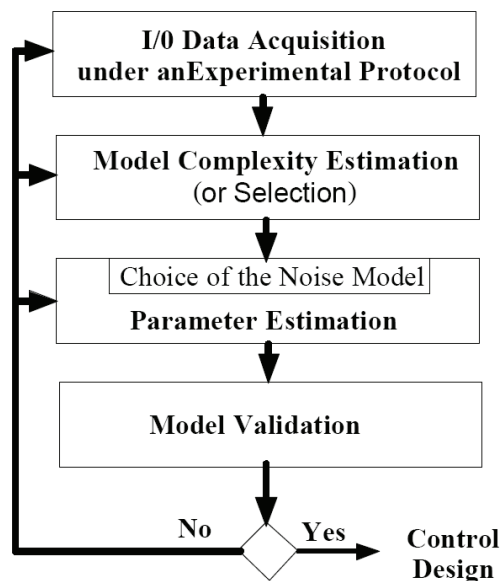 I/0 Data Acquisition
under anExperimental Protocol
Model Complexity Estimation
(or Selection)
Choice of the Noise Model
Parameter Estimation
Model Validation
No
Yes
Control
Design